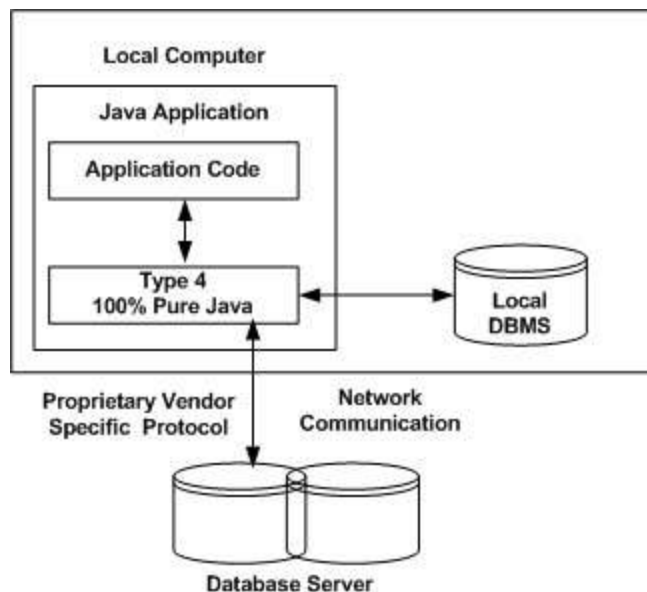 Local Computer
Java Application
Application Code
Type 4
100% Pure Java
Local
DBMS
Proprietary Vendor
Specific Protocol
Network
Communication
Database Server